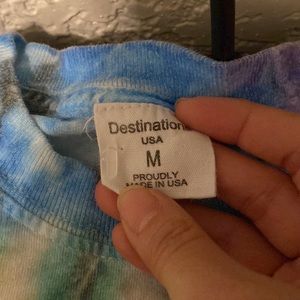 Destination
USA
M
PROUDLY
MADE IN USA